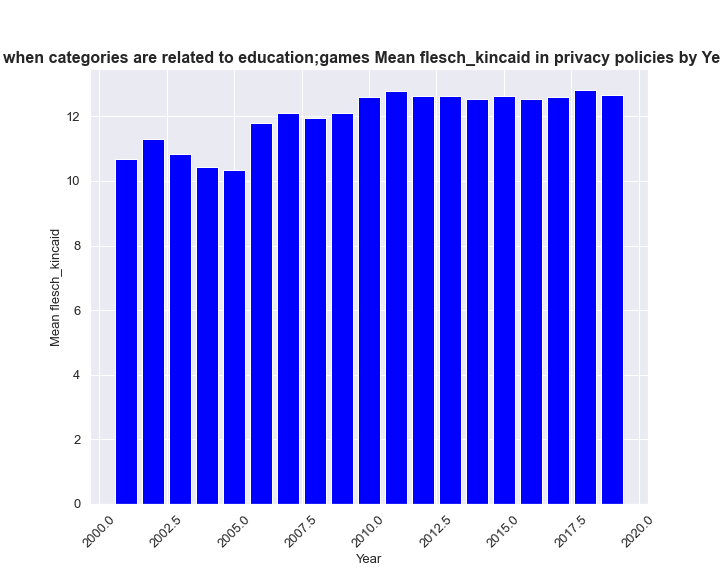 when categories are related to education;games Mean flesch_kincaid in privacy policies by Ye
12
10
8
6
4
2
0
Mean flesch_kincaid
2000.0 2002.5 2005.0 2007.5 2010.0 2012.5 2015.0 2017.5 2020.0
Year